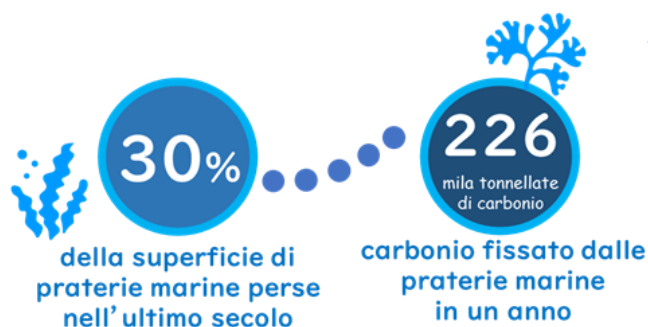 30%
della superficie di
praterie marine perse
nell'ultimo secolo
226
mila tonnellate
di carbonio
carbonio fissato dalle
praterie marine
in un anno